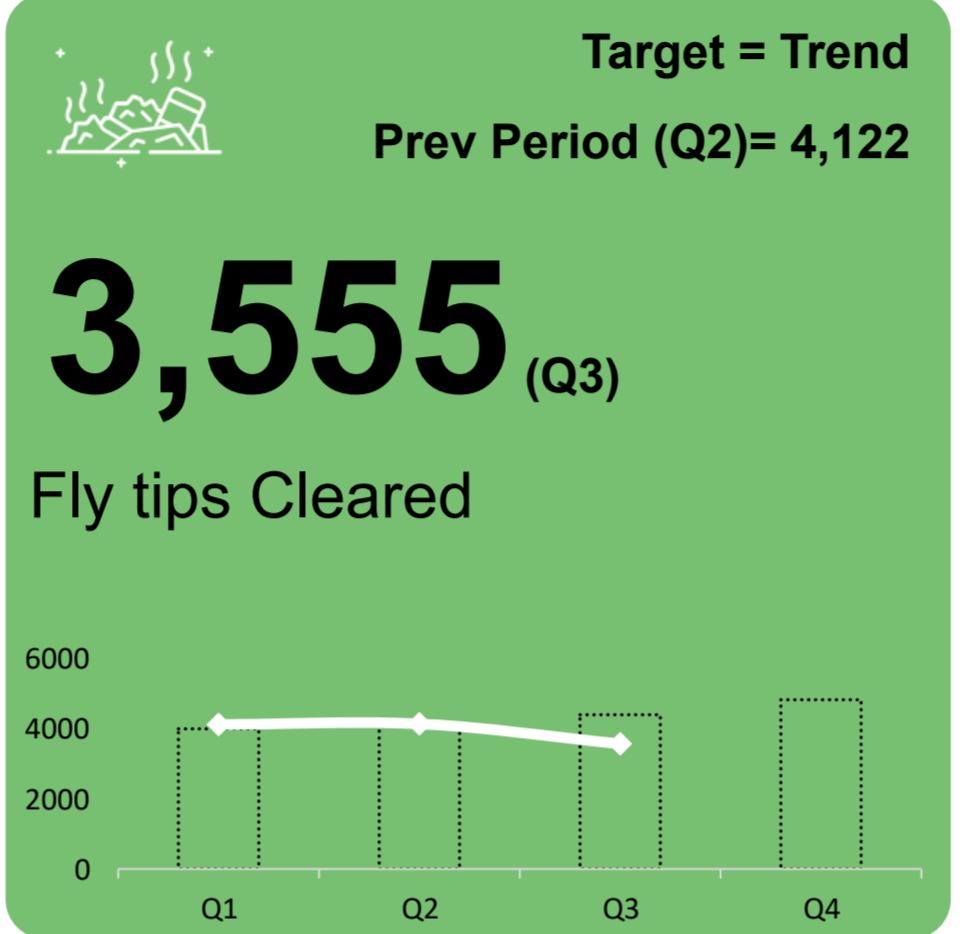 Target = Trend
Prev Period (Q2)= 4,122
3,555 (Q3)
Fly tips Cleared
6000
4000
2000
0
Q1 Q2 Q3 Q4